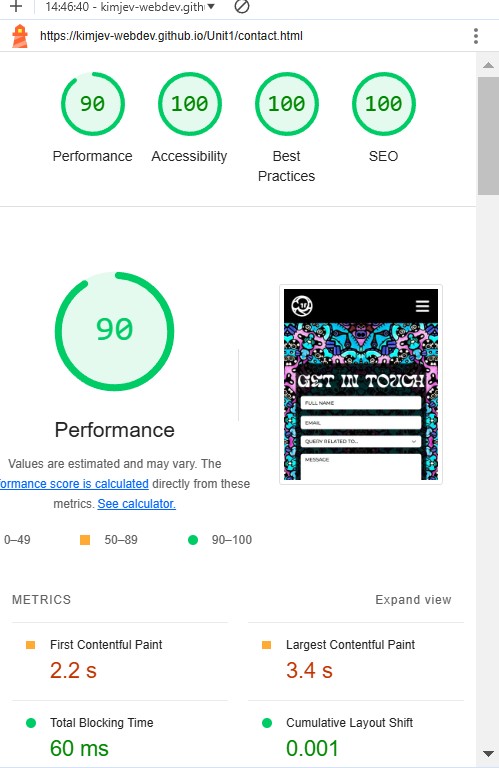 14:46:40 - kimjev-webdev.gith
https://kimjev-webdev.github.io/Unit1/contact.html
90 100 100 100
Performance Accessibility Best Practices SEO
90
GET IN TOUCH
FULL NAME
EMAIL
QUERY RELATED TO...
MESSAGE
Performance
Values are estimated and may vary. The
formance score is calculated directly from these
metrics. See calculator.
0–49 50–89 90–100
METRICS Expand view
First Contentful Paint
2.2 s
Largest Contentful Paint
3.4 s
Total Blocking Time
60 ms
Cumulative Layout Shift
0.001